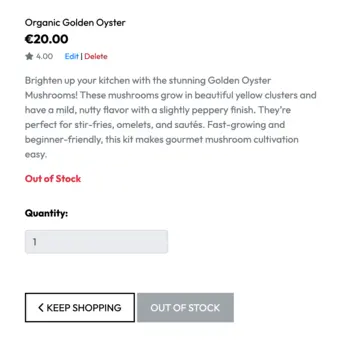 Organic Golden Oyster
€20.00
4.00 Edit | Delete
Brighten up your kitchen with the stunning Golden Oyster
Mushrooms! These mushrooms grow in beautiful yellow clusters and
have a mild, nutty flavor with a slightly peppery finish. They're
perfect for stir-fries, omelets, and sautés. Fast-growing and
beginner-friendly, this kit makes gourmet mushroom cultivation
easy.
Out of Stock
Quantity:
1
KEEP SHOPPING OUT OF STOCK